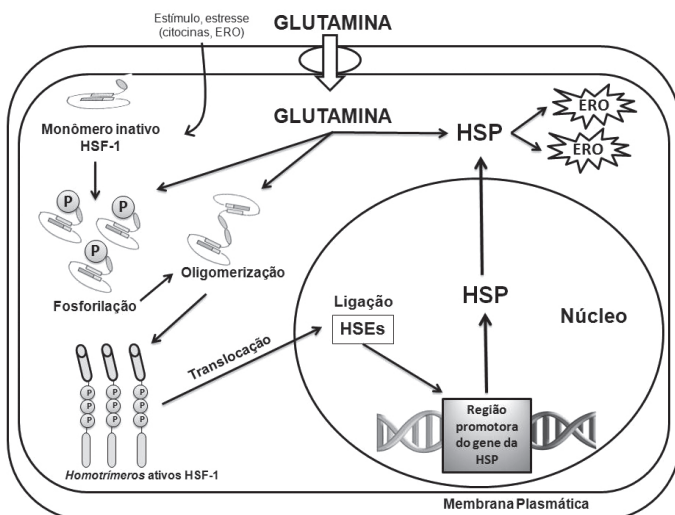 Estímulo, estresse
(citocinas, ERO)
GLUTAMINA
GLUTAMINA
Monômero inativo
HSF-1
HSP
ERO
ERO
P
P
P
Fosforilação
Oligomerização
Translocação
Ligação
HSEs
HSP
Núcleo
Região
promotora
do gene da
HSP
P P P
P P P
P P P
Homotrímeros ativos HSF-1
Membrana Plasmática